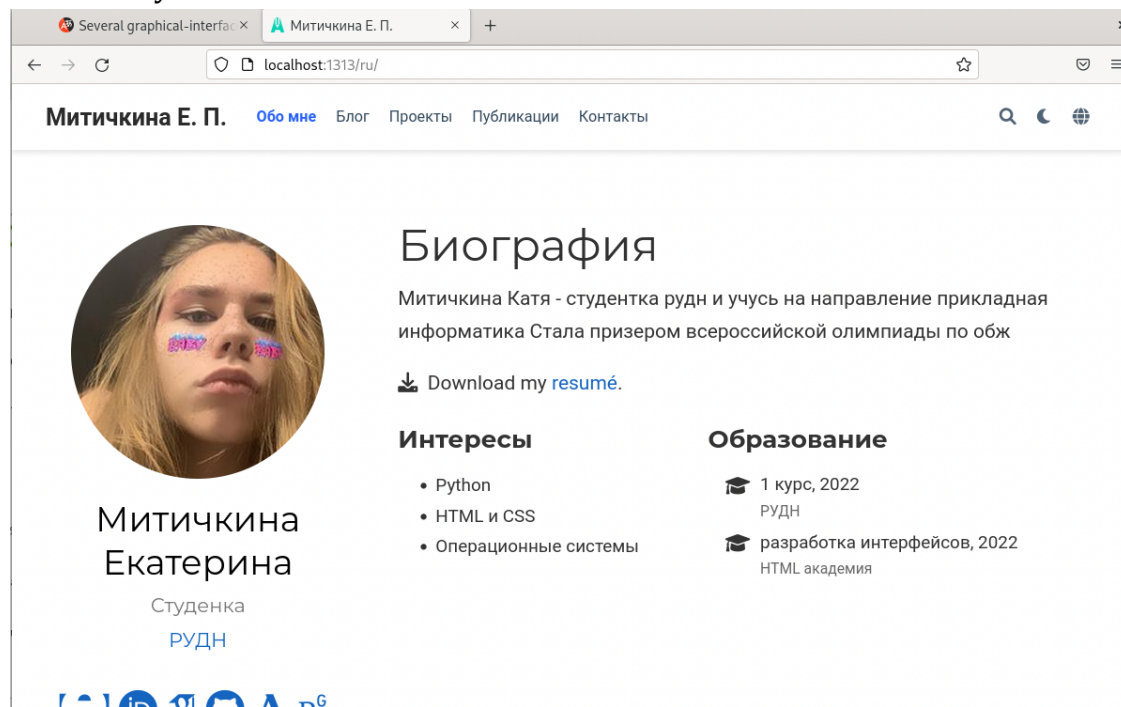 Several graphical-interfac
Митичкина Е. П.
localhost:1313/ru/
Митичкина Е. П. Обо мне Блог Проекты Публикации Контакты
Биография
Митичкина Катя - студентка рудн и учусь на направление прикладная
информатика Стала призером всероссийской олимпиады по обж
Download my resumé.
Интересы
Python
HTML и CSS
Операционные системы
Образование
1 курс, 2022
РУДН
разработка интерфейсов, 2022
HTML академия
Митичкина
Екатерина
Студенка
РУДН